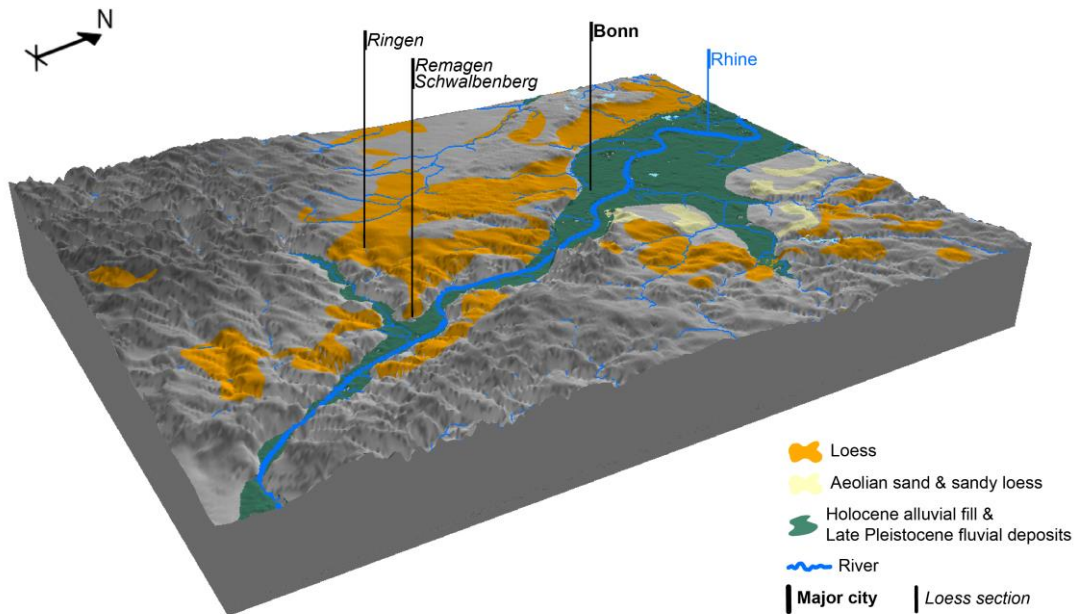 N
Ringen
Remagen
Schwalbenberg
Bonn
Rhine
Loess
Aeolian sand & sandy loess
Holocene alluvial fill &
Late Pleistocene fluvial deposits
River
Major city
Loess section